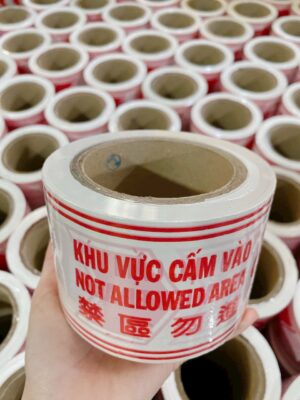 KHU VỰC CẤM VÀO
NOT ALLOWED AREA
禁區勿進